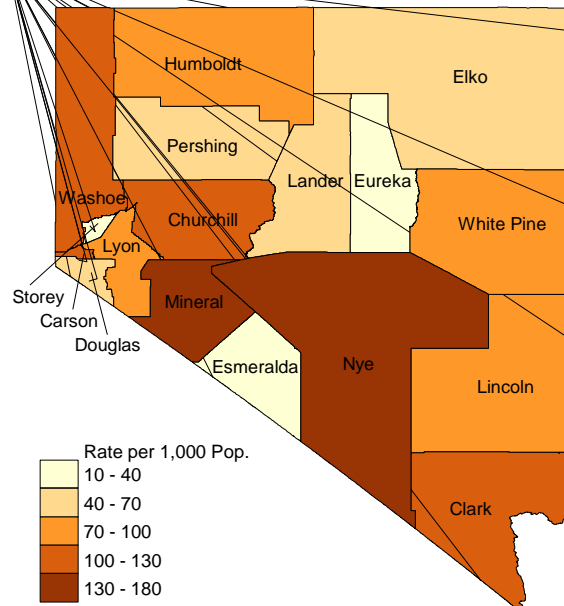 Humboldt
Elko
Pershing
Lander
Eureka
Washoe
Churchill
White Pine
Lyon
Storey
Carson
Douglas
Mineral
Esmeralda
Nye
Lincoln
Clark
Rate per 1,000 Pop.
10 - 40
40 - 70
70 - 100
100 - 130
130 - 180